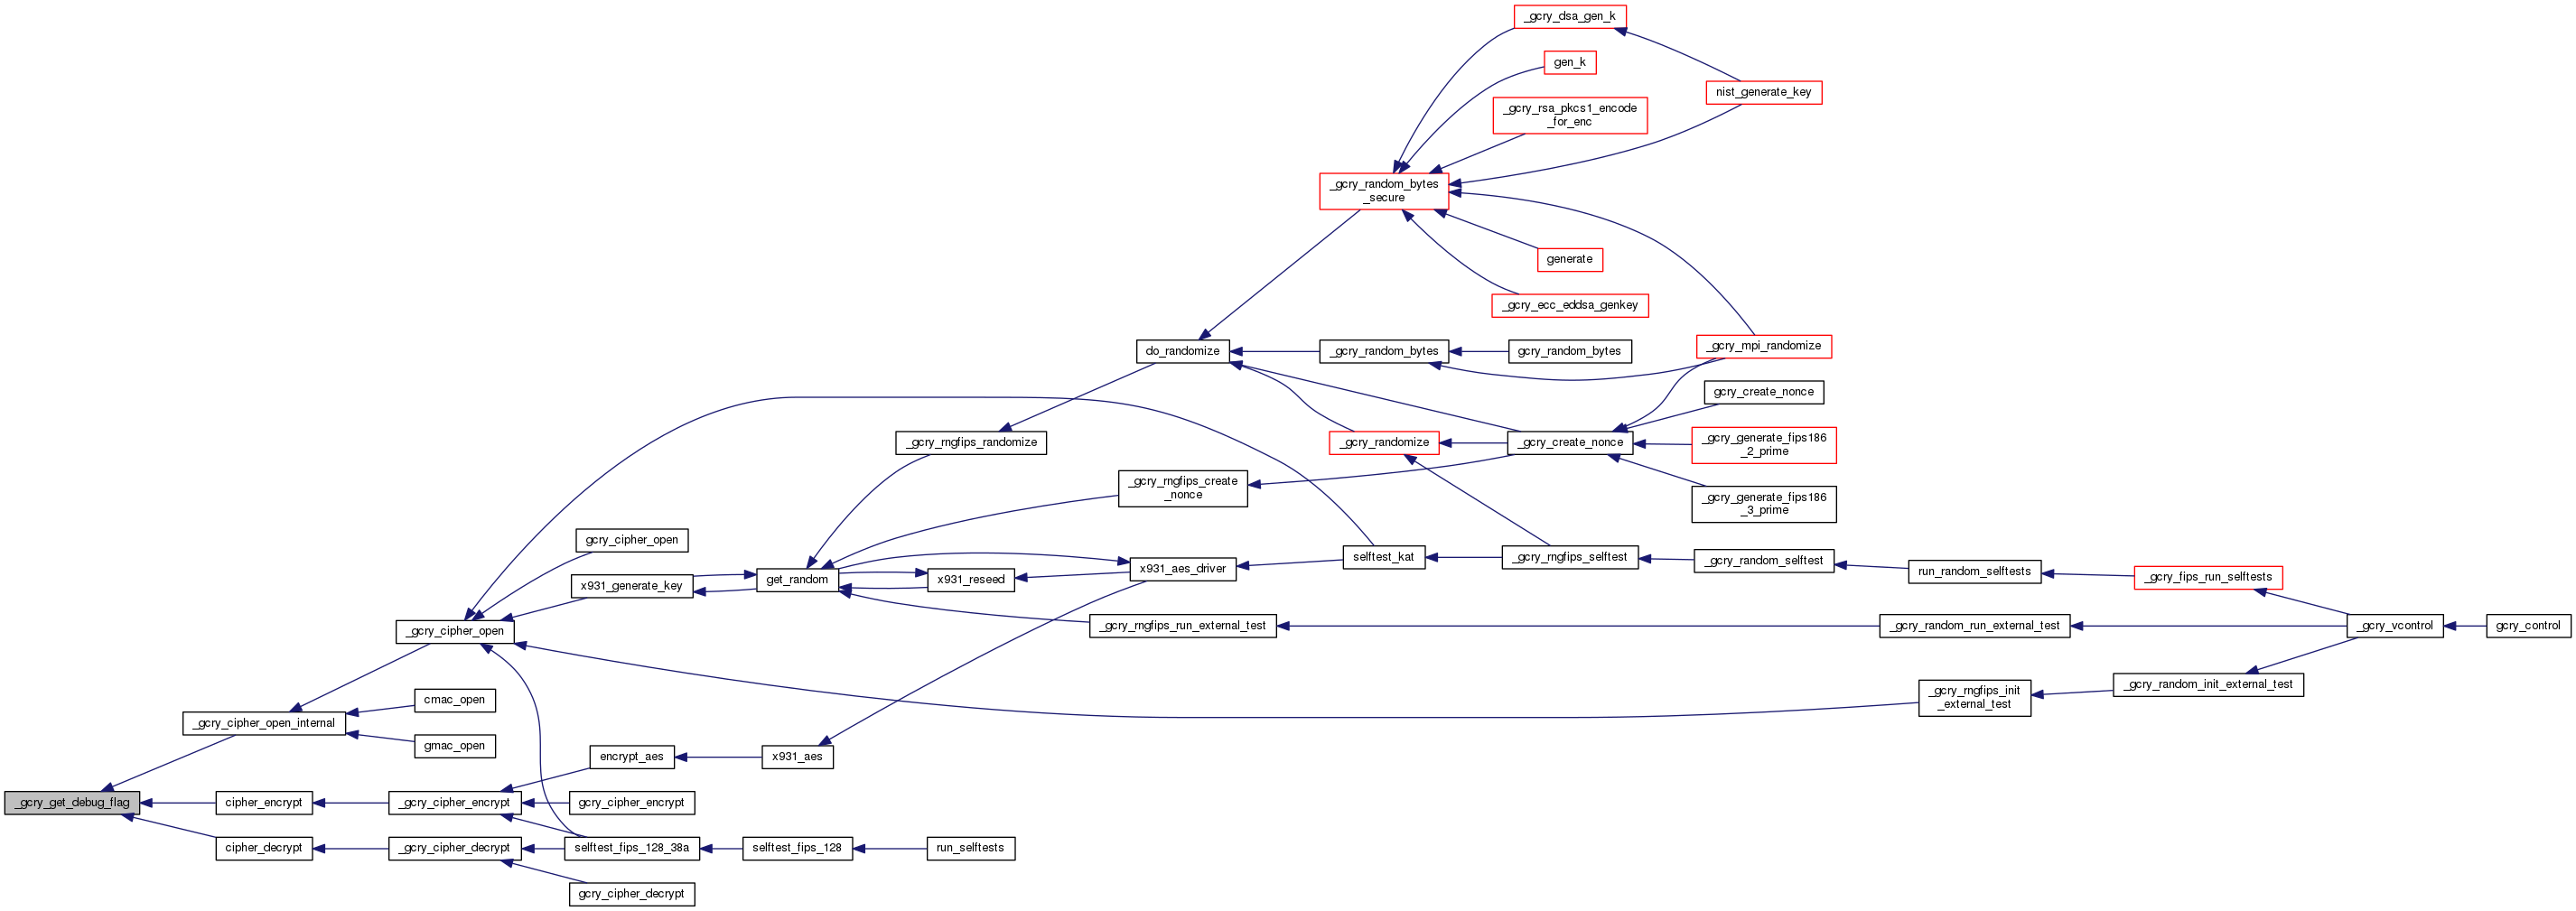 _gcry_dsa_gen_k
gen_k
nist_generate_key
_gcry_rsa_pkcs1_encode
_for_enc
_gcry_random_bytes
_secure
generate
_gcry_ecc_eddsa_genkey
do_randomize
_gcry_random_bytes
gcry_random_bytes
_gcry_mpi_randomize
gcry_create_nonce
_gcry_rngfips_randomize
_gcry_randomize
_gcry_create_nonce
_gcry_generate_fips186
_2_prime
_gcry_rngfips_create
_nonce
_gcry_generate_fips186
_3_prime
gcry_cipher_open
x931_generate_key
get_random
x931_reseed
x931_aes_driver
selftest_kat
_gcry_rngfips_selftest
_gcry_random_selftest
run_random_selftests
_gcry_fips_run_selftests
_gcry_cipher_open
_gcry_rngfips_run_external_test
_gcry_random_run_external_test
_gcry_vcontrol
gcry_control
cmac_open
_gcry_rngfips_init
_external_test
_gcry_random_init_external_test
_gcry_cipher_open_internal
gmac_open
encrypt_aes
x931_aes
_gcry_get_debug_flag
cipher_encrypt
_gcry_cipher_encrypt
gcry_cipher_encrypt
cipher_decrypt
_gcry_cipher_decrypt
selftest_fips_128_38a
selftest_fips_128
run_selftests
gcry_cipher_decrypt